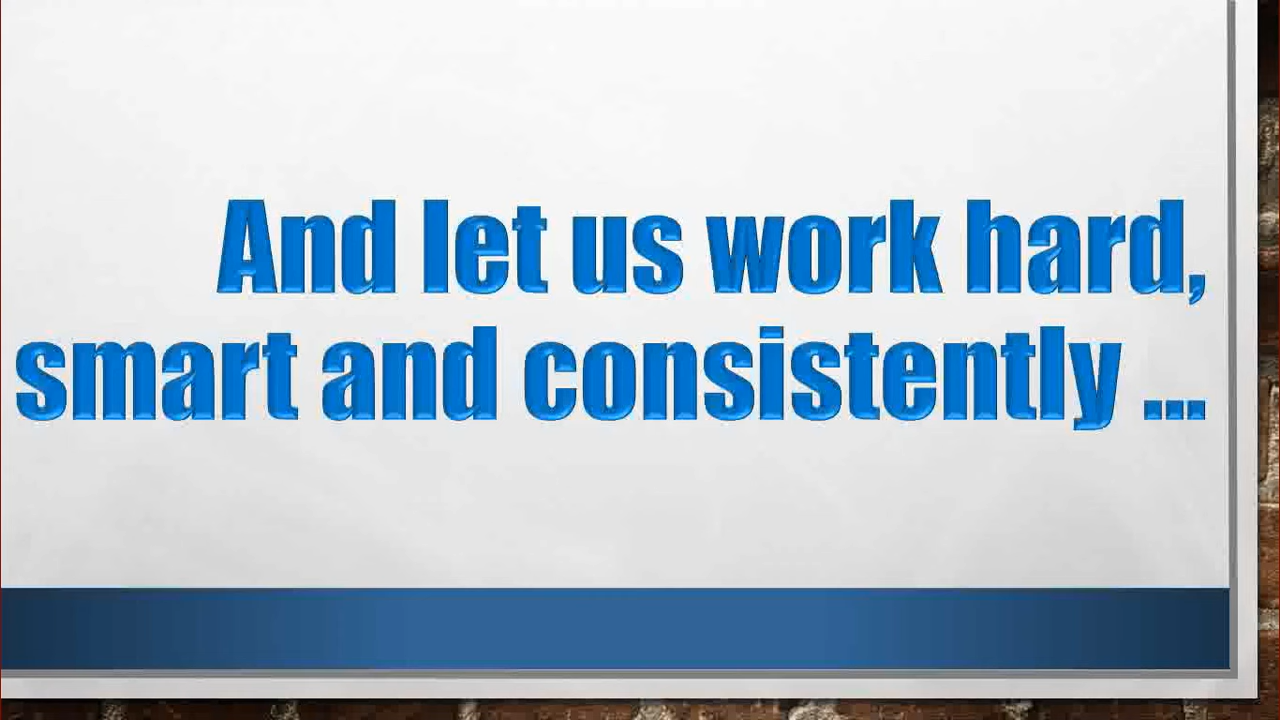 And let us work hard,
smart and consistently ...